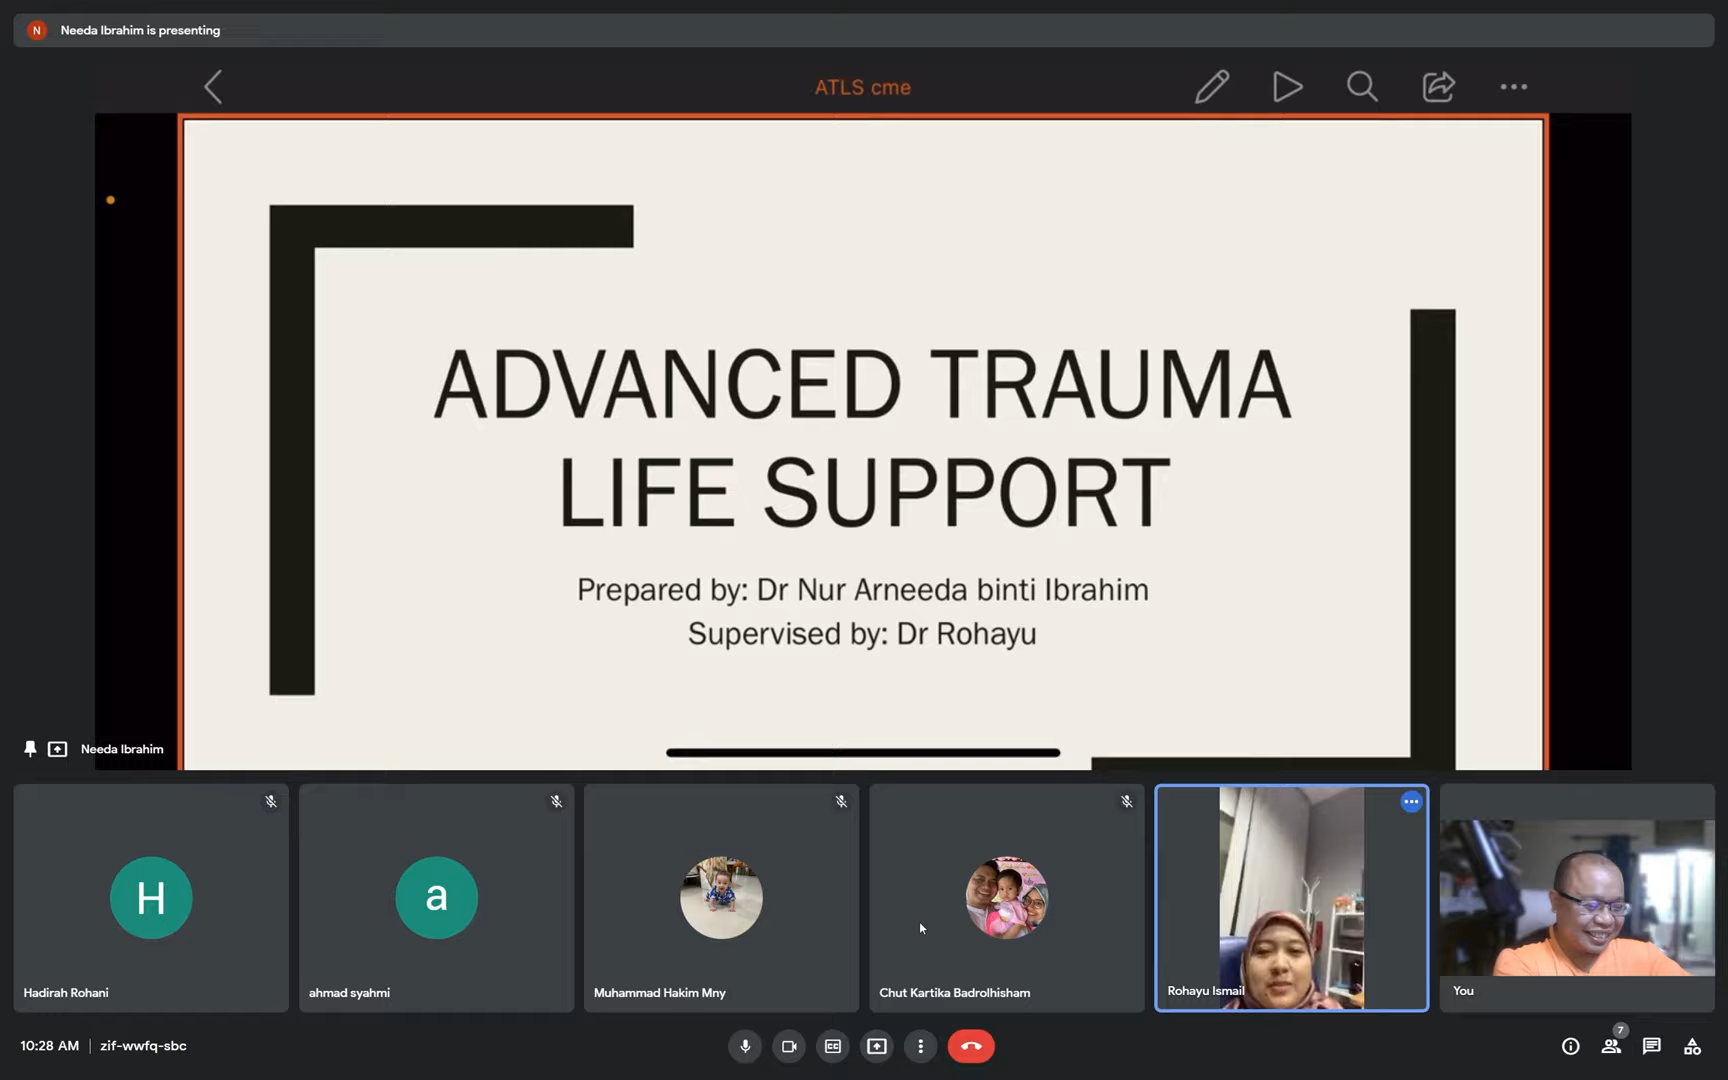 N
Needa Ibrahim is presenting
ATLS cme
ADVANCED TRAUMA
LIFE SUPPORT
Prepared by: Dr Nur Arneeda binti Ibrahim
Supervised by: Dr Rohayu
Needa Ibrahim
H
a
Hadirah Rohani
ahmad syahmi
Muhammad Hakim Mny
Chut Kartika Badrolhisham
Rohayu Ismail
You
10:28 AM | zif-wwfq-sbc
CC
7